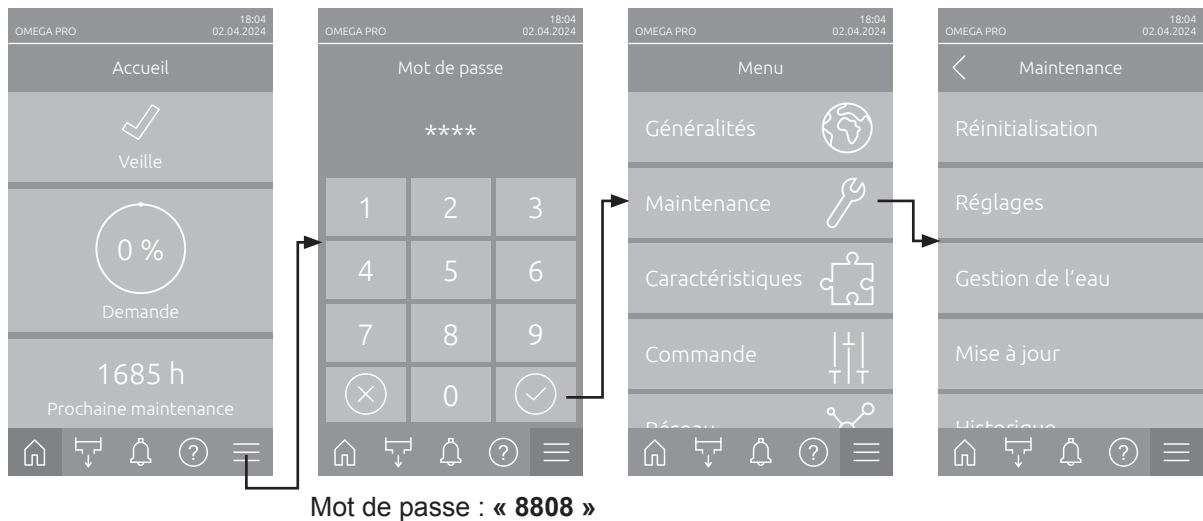 18:04
OMEGA PRO 02.04.2024
Accueil
Veille
0 %
Demande
1685 h
Prochaine maintenance
?
18:04
OMEGA PRO 02.04.2024
Mot de passe
****
1 2 3
4 5 6
7 8 9
0
?
18:04
OMEGA PRO 02.04.2024
Menu
Généralités
Maintenance
Caractéristiques
Commande
Réseau
?
18:04
OMEGA PRO 02.04.2024
Maintenance
Réinitialisation
Réglages
Gestion de l'eau
Mise à jour
Historique
?
Mot de passe : « 8808 »